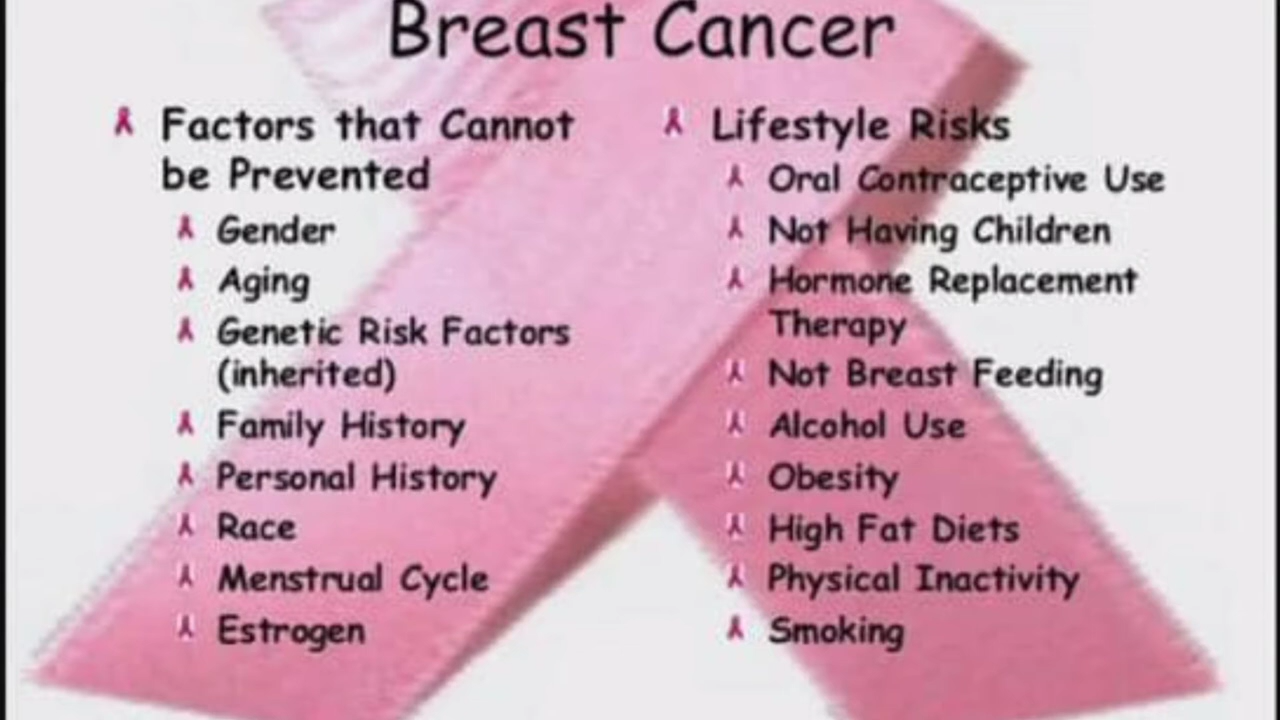 Breast Cancer
Factors that Cannot
be Prevented
Gender
Aging
Genetic Risk Factors
(inherited)
Family History
Personal History
Race
Menstrual Cycle
Estrogen
Lifestyle Risks
Oral Contraceptive Use
Not Having Children
Hormone Replacement
Therapy
Not Breast Feeding
Alcohol Use
Obesity
High Fat Diets
Physical Inactivity
Smoking